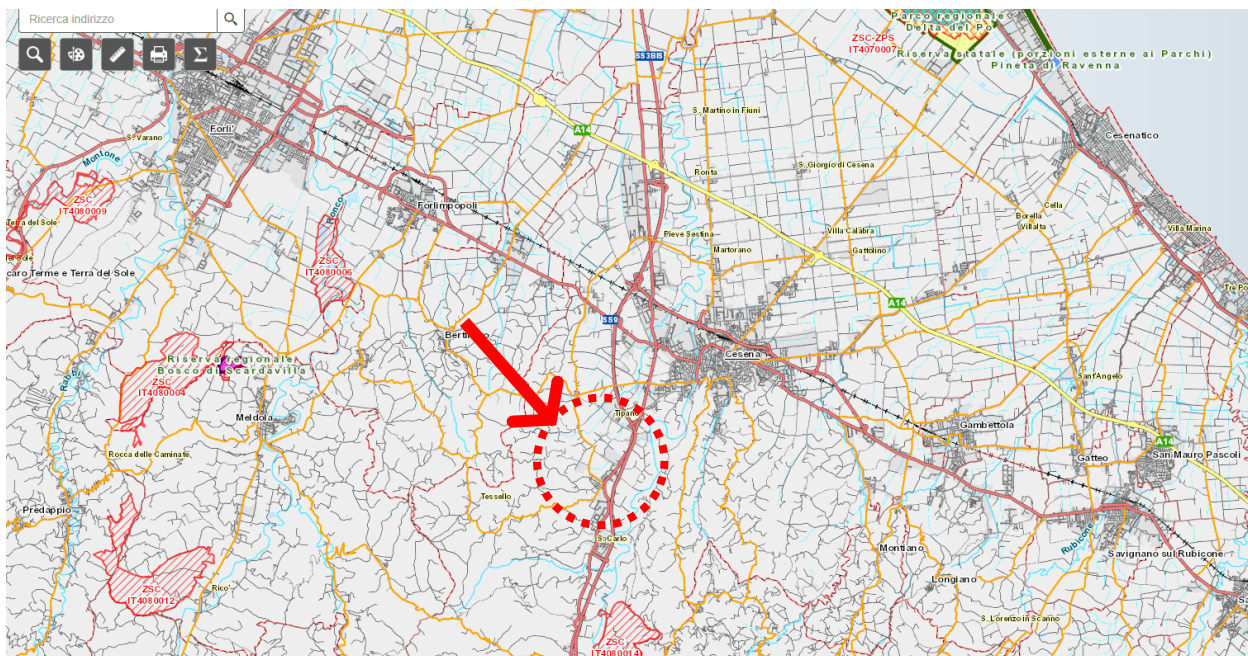 Ricerca indirizzo
Parco regionale
Delta del Po
ZSC-ZPS
IT4070007
Riserva statale (porzioni esterne ai Parchi)
Pineta di Ravenna
SS3BIS
S. Martino in Fiuni
A14
Cesenatico
Forli'
S. Varano
Montone
S. Giorgio di Cesena
Ronta
ZSC
IT4080009
Ronco
Forlimpopoli
Cella
Borella
Villalta
Terra del Sole
Pieve Sestina
Villa Calabra
Villa Marina
Martorano
Gattolino
ZSC
IT4080006
caro Terme e Terra del Sole
A14
SS9
Cesena
Riserva regionale
Bosco di Scardavilla
ZSC
IT4080004
Rabbi
Sant'Angelo
Tipano
Meldola
Gambettola
A14
Rocca delle Caminate
Gatteo
San Mauro Pascoli
Tessello
Predappio
S. Carlo
Montiano
Rubicone
Savignano sul Rubicone
Longiano
ZSC
IT4080012
Rico'
S. Lorenzo in Scanno
ZSC
IT4080014